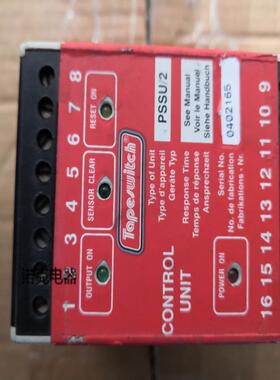 1 2 3 4 5 6 7 8
OUTPUT ON
SENSOR CLEAR
RESET ON
Tapeswitch
Type of Unit
Type d'appareil
Geräte Typ
PSSU/2
Response Time
Temps de réponse
Ansprechzeit
See Manual
Voir le Manuel
Siehe Handbuch
Serial No.
No. de fabrication
Fabrikations - Nr.
0402165
CONTROL
UNIT
POWER ON
16 15 14 13 12 11 10 9